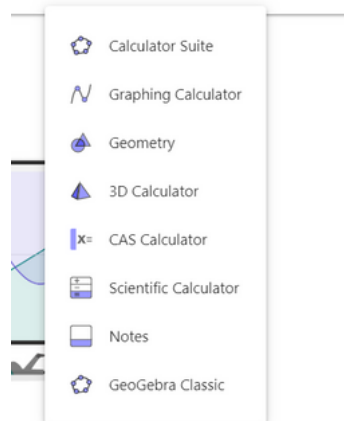 Calculator Suite
Graphing Calculator
Geometry
3D Calculator
x= CAS Calculator
Scientific Calculator
Notes
GeoGebra Classic